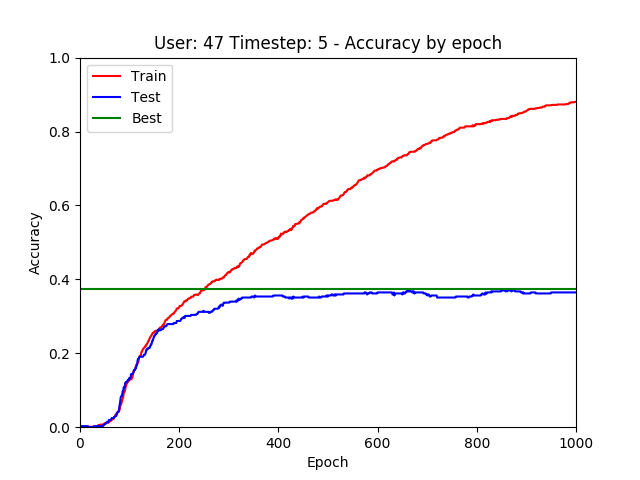 User: 47 Timestep: 5 - Accuracy by epoch
1.0
0.8
0.6
0.4
0.2
0.0
Accuracy
Train
Test
Best
0 200 400 600 800 1000
Epoch